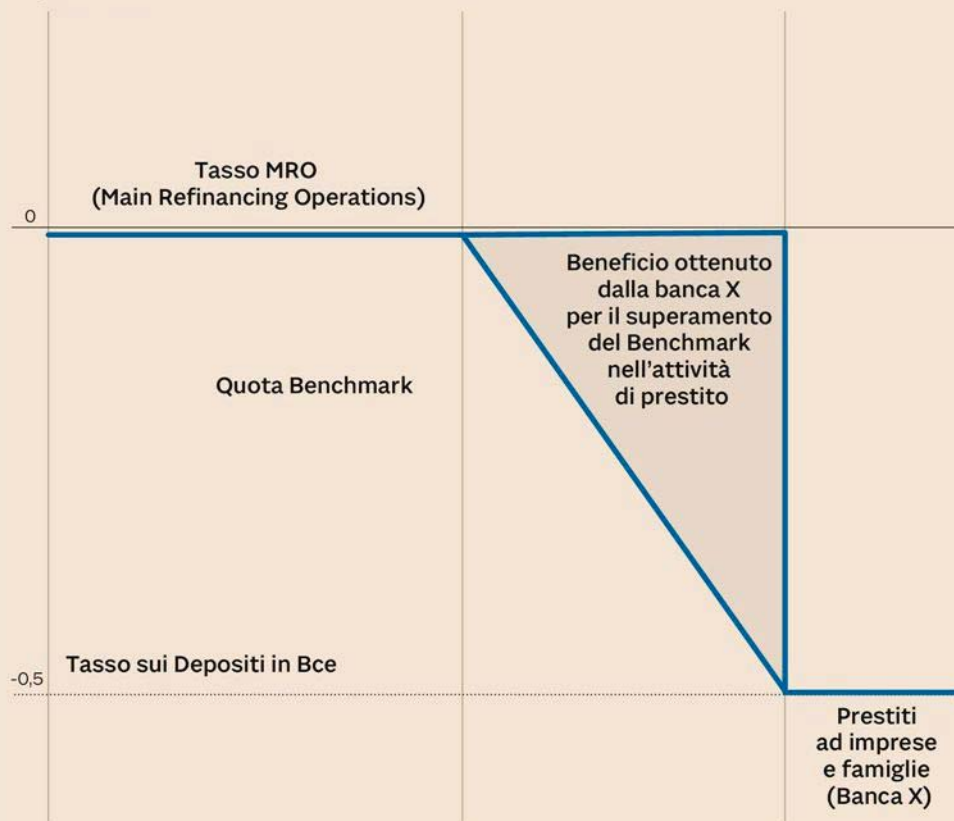 Tasso MRO
(Main Refinancing Operations)
0
Beneficio ottenuto
dalla banca X
per il superamento
del Benchmark
nell'attività
di prestito
Quota Benchmark
Tasso sui Depositi in Bce
-0,5
Prestiti
ad imprese
e famiglie
(Banca X)